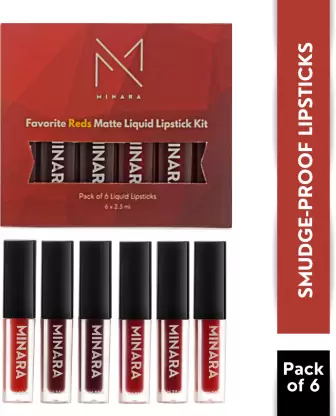 M
MINARA
Favorite Reds Matte Liquid Lipstick Kit
MINARA
MINARA
MINARA
MINARA
Pack of 6 Liquid Lipsticks
6 x 2.5 ml
MINARA
MINARA
MINARA
MINARA
MINARA
MINARA
SMUDGE-PROOF LIPSTICKS
Pack
of 6